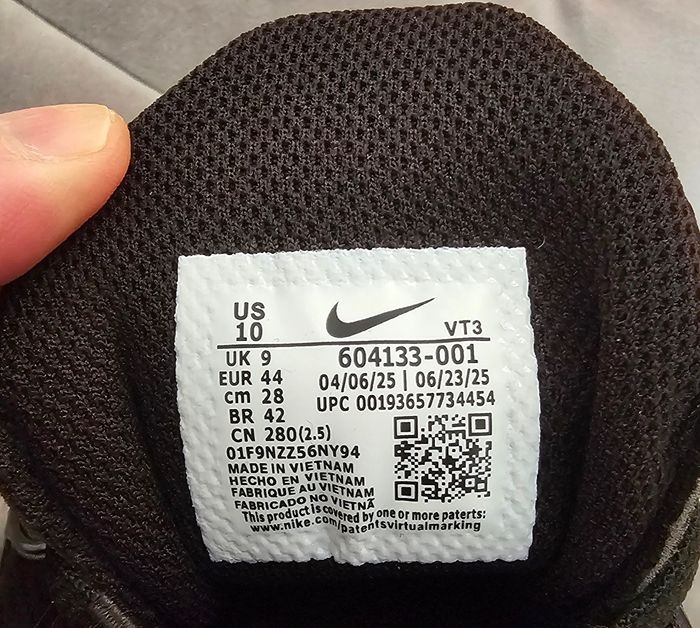 US
10
VT3
UK 9
604133-001
EUR 44
04/06/25 | 06/23/25
cm 28
UPC 00193657734454
BR 42
CN 280(2.5)
01F9NZZ56NY94
MADE IN VIETNAM
HECHO EN VIETNAM
FABRIQUE AU VIETNAM
FABRICADO NO VIETNÃ
This product is covered by one or more paterts:
www.nike.com/patentsvirtualmarking